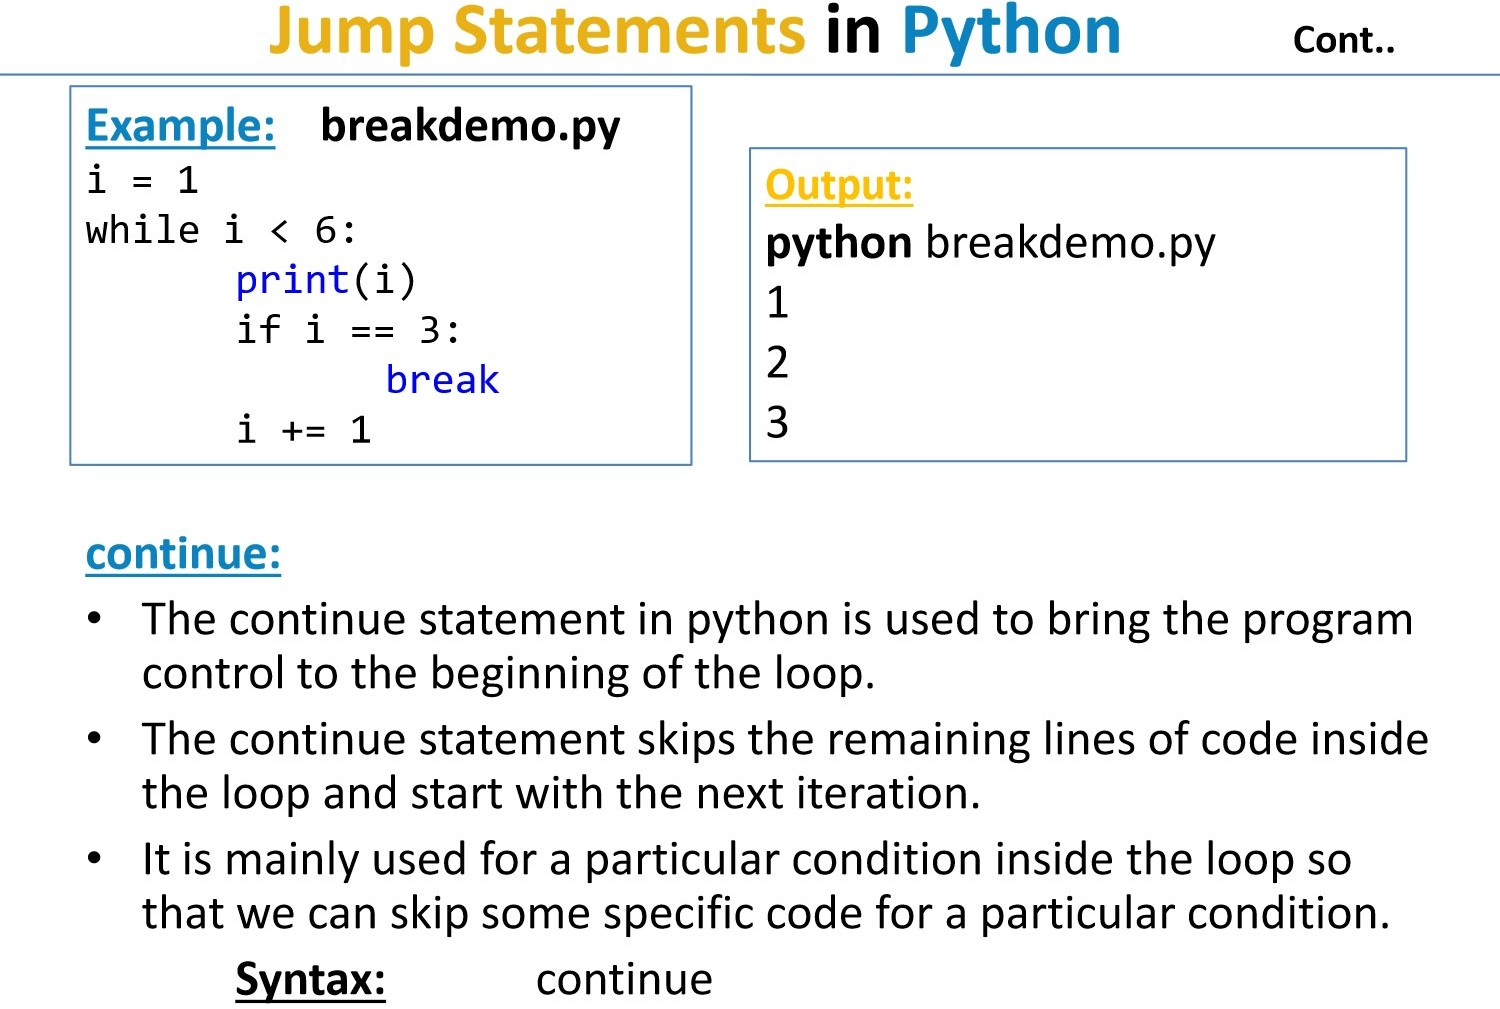 Jump Statements in Python Cont..
Example: breakdemo.py
i = 1
while i < 6:
print(i)
if i == 3:
break
i += 1
Output:
python breakdemo.py
1
2
3
continue:
• The continue statement in python is used to bring the program
control to the beginning of the loop.
• The continue statement skips the remaining lines of code inside
the loop and start with the next iteration.
• It is mainly used for a particular condition inside the loop so
that we can skip some specific code for a particular condition.
Syntax: continue